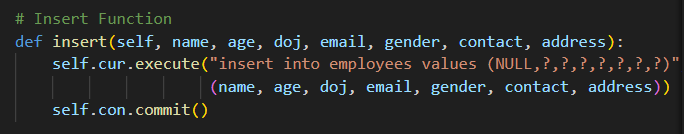 # Insert Function
def insert(self, name, age, doj, email, gender, contact, address):
    self.cur.execute("insert into employees values (NULL,?,?,?,?,?,?,?)"
                     (name, age, doj, email, gender, contact, address))
    self.con.commit()